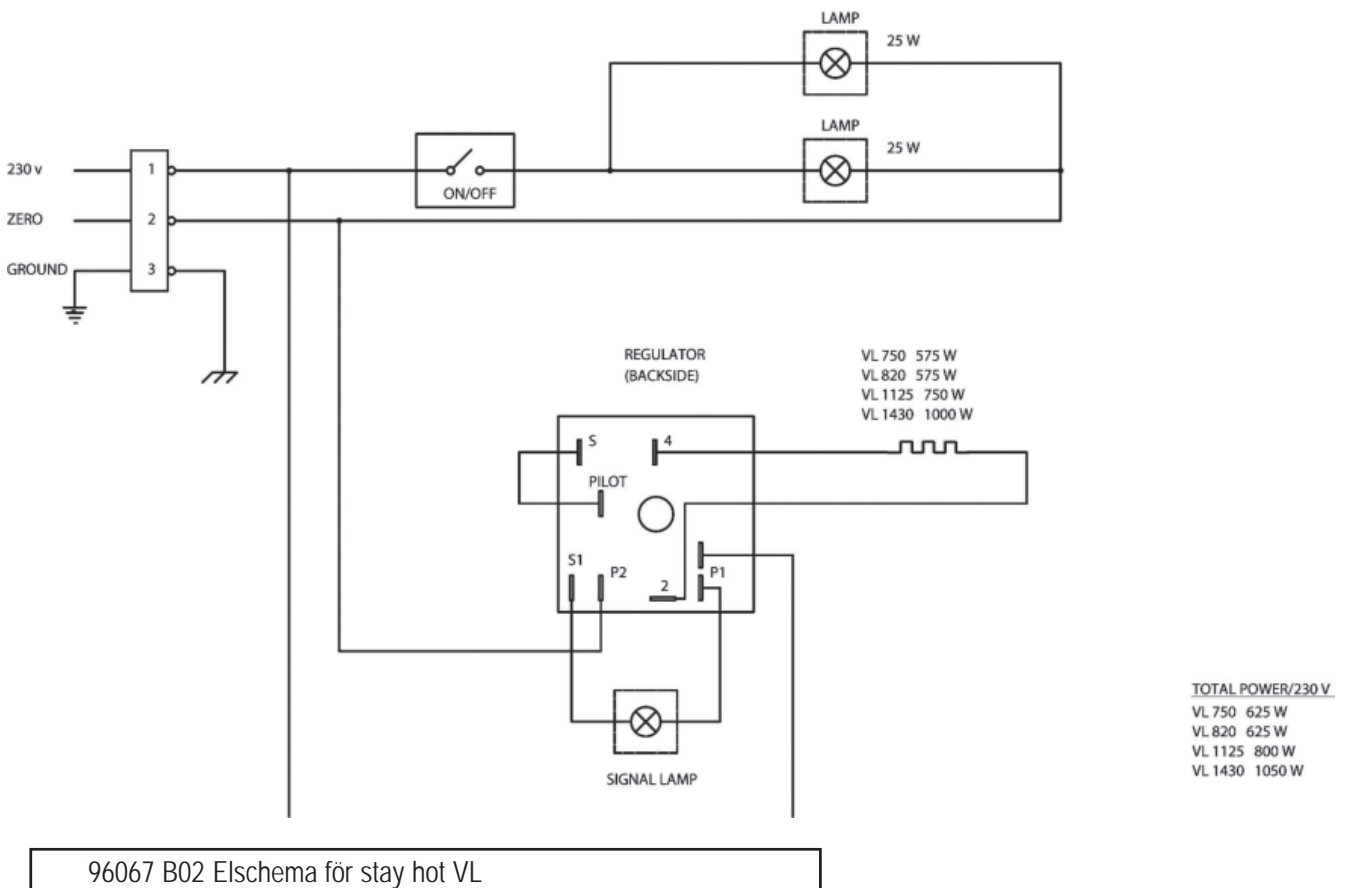 LAMP
25 W
LAMP
25 W
230 v
1
ON/OFF
ZERO
2
GROUND
3
REGULATOR
(BACKSIDE)
VL 750 575 W
VL 820 575 W
VL 1125 750 W
VL 1430 1000 W
S
4
PILOT
S1
P2
2
P1
SIGNAL LAMP
TOTAL POWER/230 V
VL 750 625 W
VL 820 625 W
VL 1125 800 W
VL 1430 1050 W
96067 B02 Elschema för stay hot VL